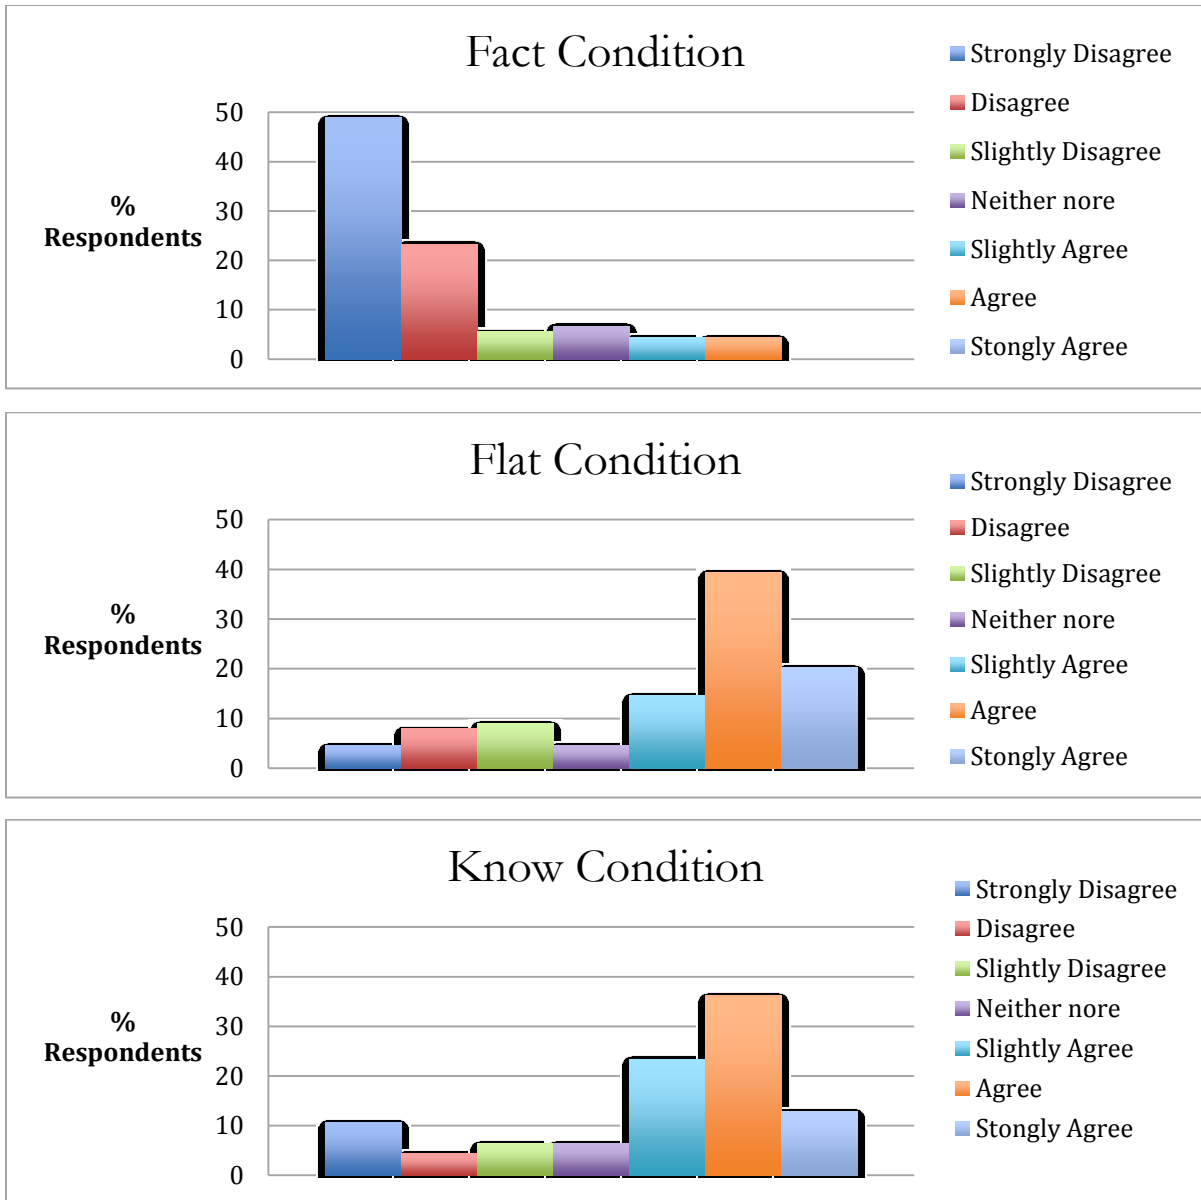 Fact Condition
% Respondents
50
40
30
20
10
0
Strongly Disagree
Disagree
Slightly Disagree
Neither nore
Slightly Agree
Agree
Stongly Agree
Flat Condition
% Respondents
50
40
30
20
10
0
Strongly Disagree
Disagree
Slightly Disagree
Neither nore
Slightly Agree
Agree
Stongly Agree
Know Condition
% Respondents
50
40
30
20
10
0
Strongly Disagree
Disagree
Slightly Disagree
Neither nore
Slightly Agree
Agree
Stongly Agree